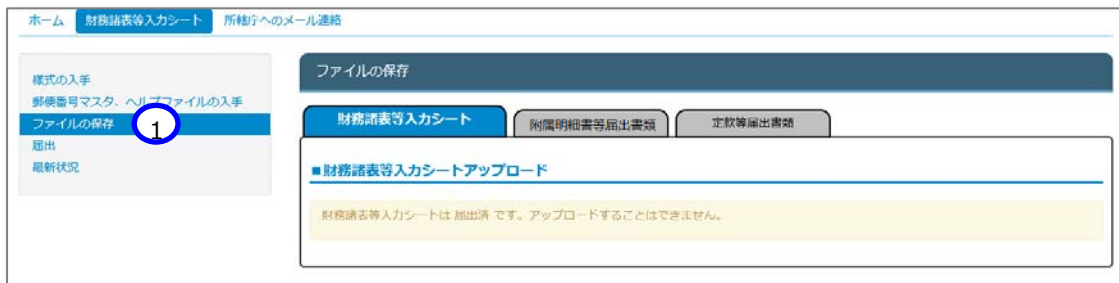 ホーム 財務諸表等入力シート 所轄庁へのメール連絡
様式の入手
郵便番号マスタ、ヘルプファイルの入手
ファイルの保存
1
届出
最新状況
ファイルの保存
財務諸表等入力シート 附属明細書等届出書類 定款等届出書類
■財務諸表等入力シートアップロード
財務諸表等入力シートは 届出済 です。アップロードすることはできません。